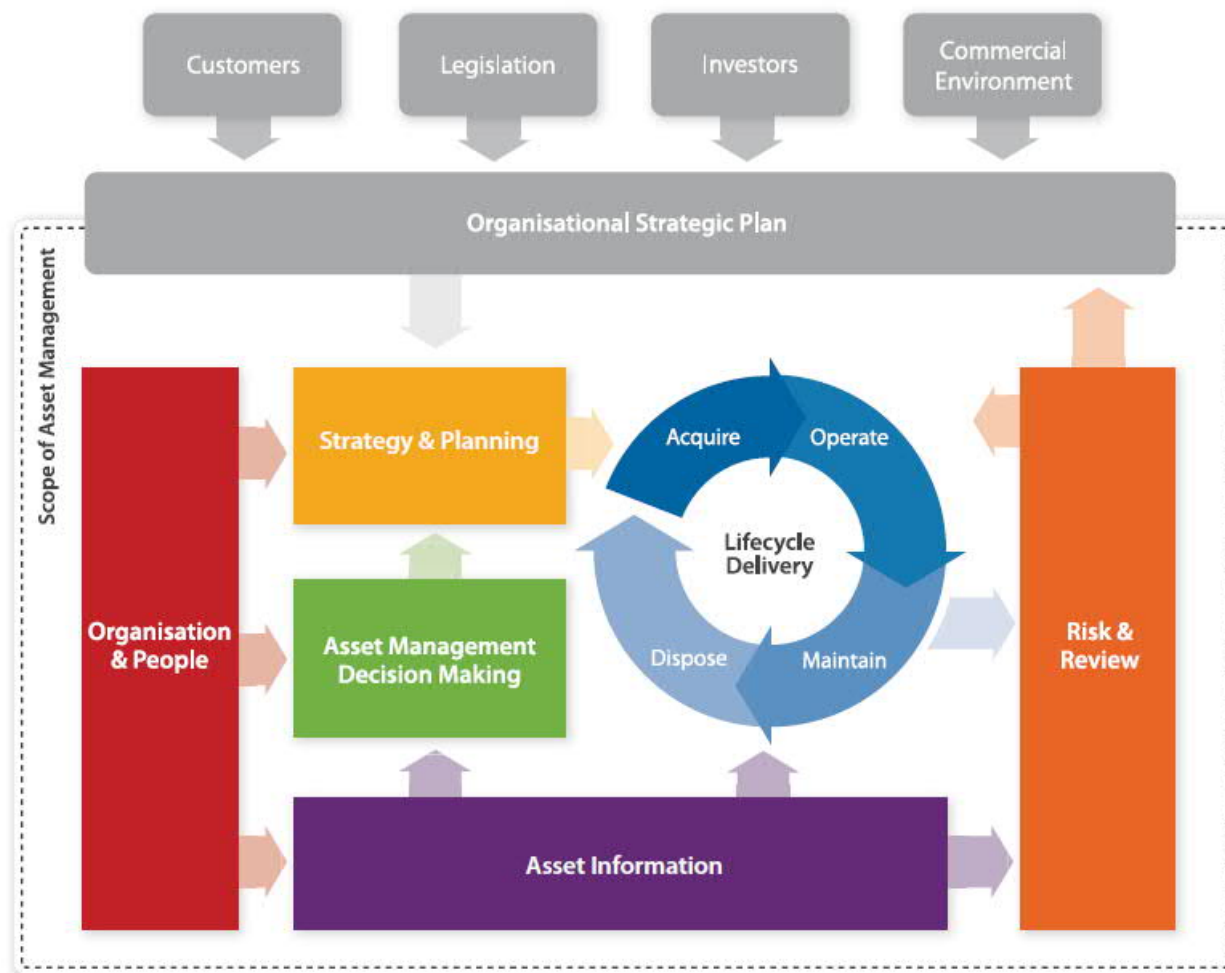 Customers
Legislation
Investors
Commercial
Environment
Organisational Strategic Plan
Scope of Asset Management
Strategy & Planning
Acquire
Operate
Lifecycle
Delivery
Organisation
& People
Asset Management
Decision Making
Dispose
Maintain
Risk &
Review
Asset Information